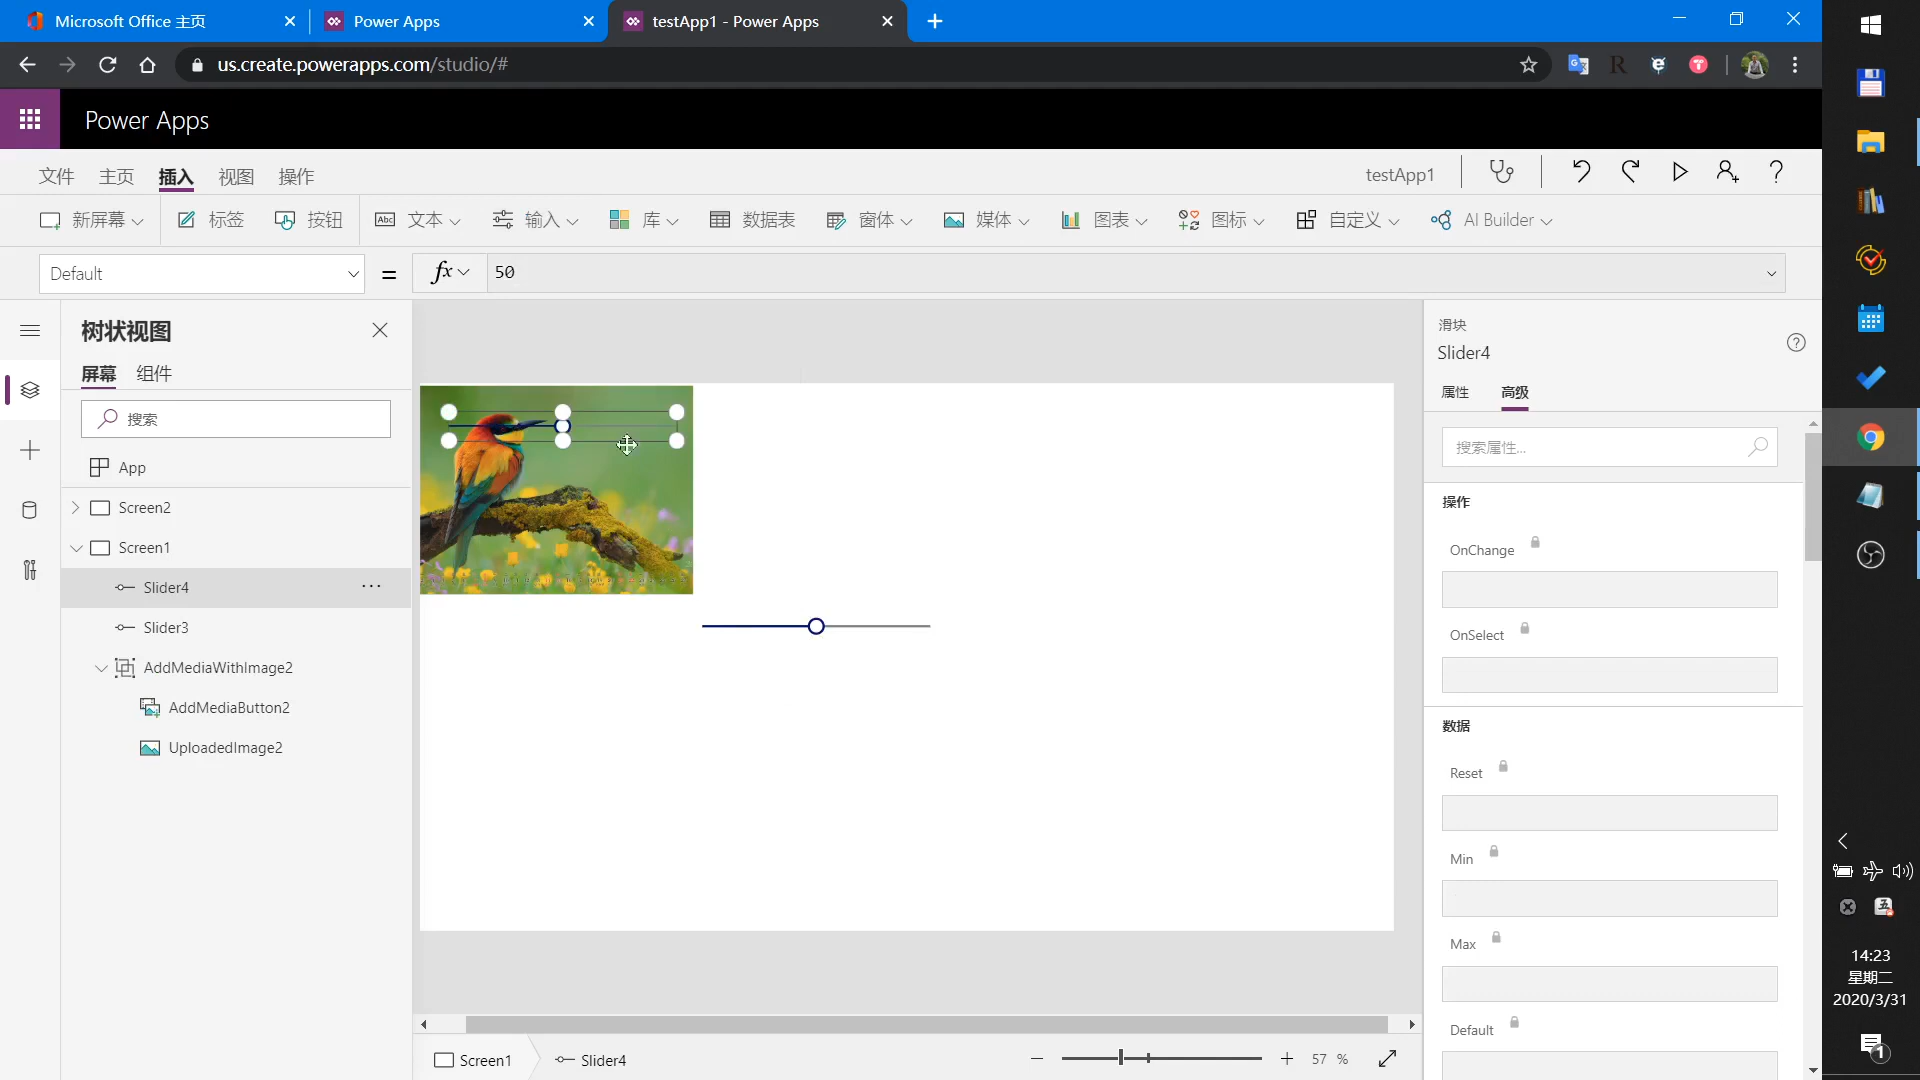 Microsoft Office 主页
Power Apps
testApp1 - Power Apps
us.create.powerapps.com/studio/#
Power Apps
文件 主页 插入 视图 操作
testApp1
新屏幕 标签 按钮 Abc 文本 输入 库 数据表 窗体 媒体 图表 图标 自定义 AI Builder
Default = fx 50
树状视图
屏幕 组件
搜索
App
Screen2
Screen1
Slider4 ...
Slider3
AddMediaWithImage2
AddMediaButton2
UploadedImage2
滑块
Slider4
属性 高级
搜索属性...
操作
OnChange
OnSelect
数据
Reset
Min
Max
Default
Screen1 Slider4
57 %
五
14:23
星期二
2020/3/31
1